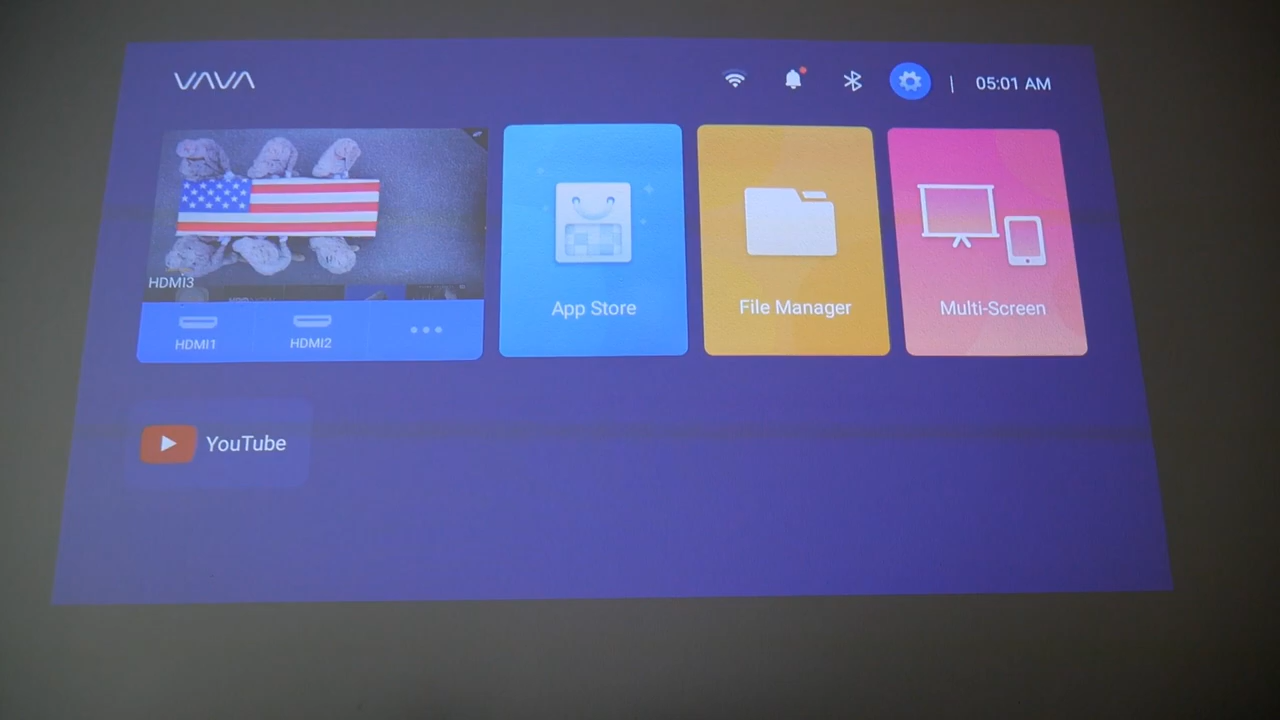 VAVA
05:01 AM
HDMI3
HDMI1
HDMI2
App Store
File Manager
Multi-Screen
YouTube